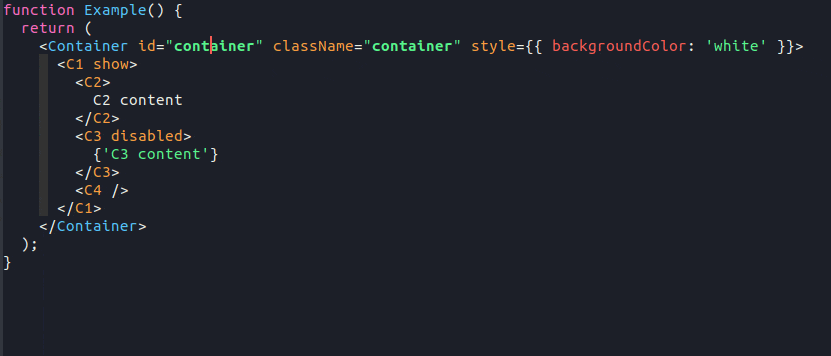 function Example() {
  return (
    <Container id="container" className="container" style={{ backgroundColor: 'white' }}>
      <C1 show>
        <C2>
          C2 content
        </C2>
        <C3 disabled>
          {'C3 content'}
        </C3>
        <C4 />
      </C1>
    </Container>
  );
}